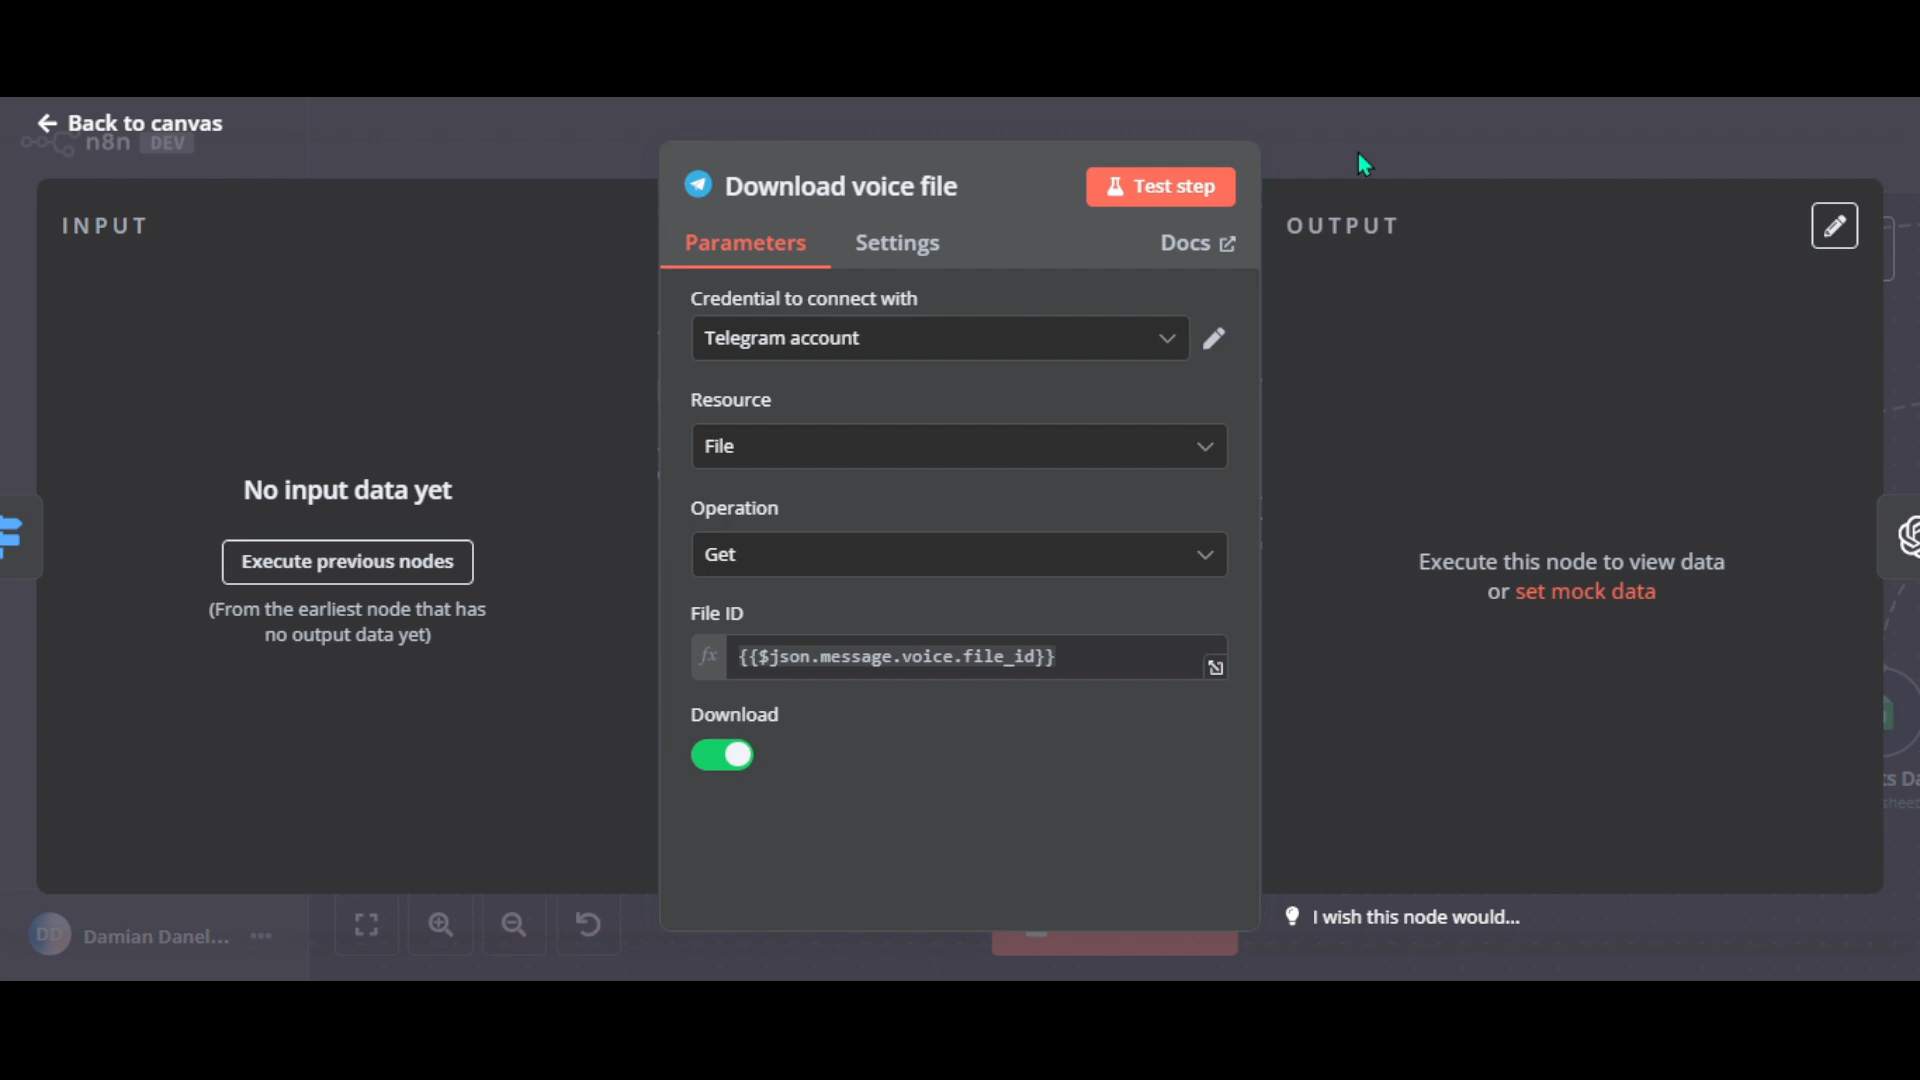 Back to canvas
n8n DEV
INPUT
No input data yet
Execute previous nodes
(From the earliest node that has
no output data yet)
Download voice file
Test step
Parameters
Settings
Docs
Credential to connect with
Telegram account
Resource
File
Operation
Get
File ID
fx {{$json.message.voice.file_id}}
Download
OUTPUT
Execute this node to view data
or set mock data
I wish this node would...
DD Damian Danel...